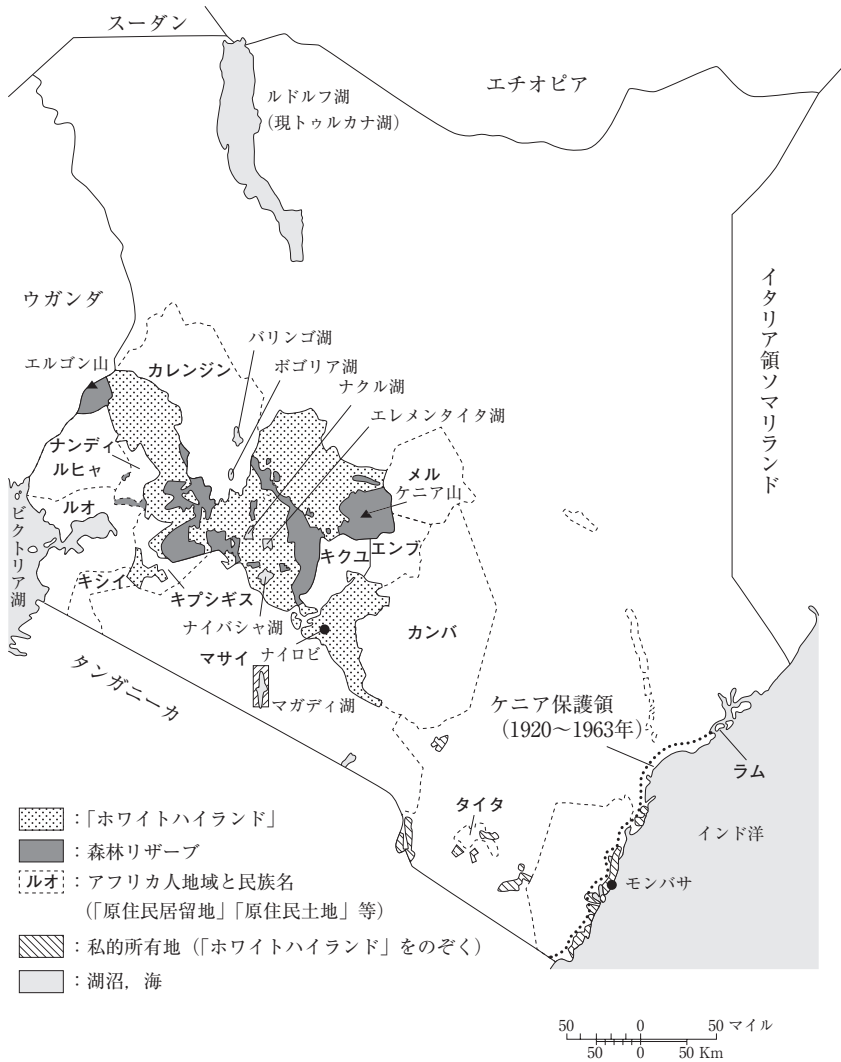 スーダン
エチオピア
ルドルフ湖
(現トゥルカナ湖)
イタリア領ソマリランド
ウガンダ
バリンゴ湖
エルゴン山
カレンジン
ボゴリア湖
ナクル湖
エレメンタイタ湖
ナンディ
ルヒャ
メル
ケニア山
ルオ
ビクトリア湖
キクユ
エンブ
キシイ
キプシギス
カンバ
ナイバシャ湖
マサイ
ナイロビ
タンガニーカ
マガディ湖
ケニア保護領
(1920〜1963年)
ラム
タイタ
インド洋
モンバサ
:「ホワイトハイランド」
:森林リザーブ
ルオ:アフリカ人地域と民族名
(「原住民居留地」「原住民土地」等)
:私的所有地(「ホワイトハイランド」をのぞく)
:湖沼,海
50 0 50 マイル
50 0 50 Km